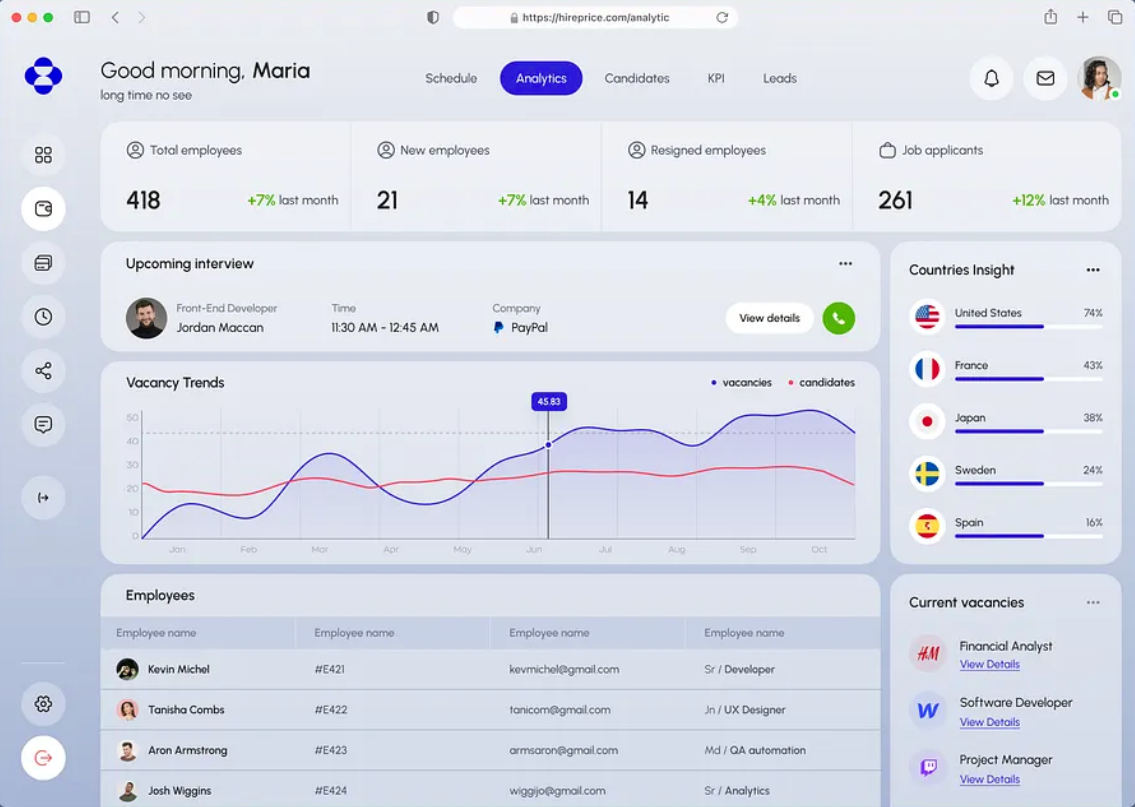 https://hireprice.com/analytic
Good morning, Maria
long time no see
Schedule
Analytics
Candidates
KPI
Leads
Total employees
418
+7% last month
New employees
21
+7% last month
Resigned employees
14
+4% last month
Job applicants
261
+12% last month
Upcoming interview
Front-End Developer
Jordan Maccan
Time
11:30 AM - 12:45 AM
Company
PayPal
View details
Vacancy Trends
vacancies
candidates
45.83
50
40
30
20
10
0
Jan
Feb
Mar
Apr
May
Jun
Jul
Aug
Sep
Oct
Countries Insight
United States 74%
France 43%
Japan 38%
Sweden 24%
Spain 16%
Employees
Employee name Employee name Employee name Employee name
Kevin Michel #E421 kevmichel@gmail.com Sr / Developer
Tanisha Combs #E422 tanicom@gmail.com Jn / UX Designer
Aron Armstrong #E423 armsaron@gmail.com Md / QA automation
Josh Wiggins #E424 wiggijo@gmail.com Sr / Analytics
Current vacancies
H&M
Financial Analyst
View Details
W
Software Developer
View Details
Project Manager
View Details